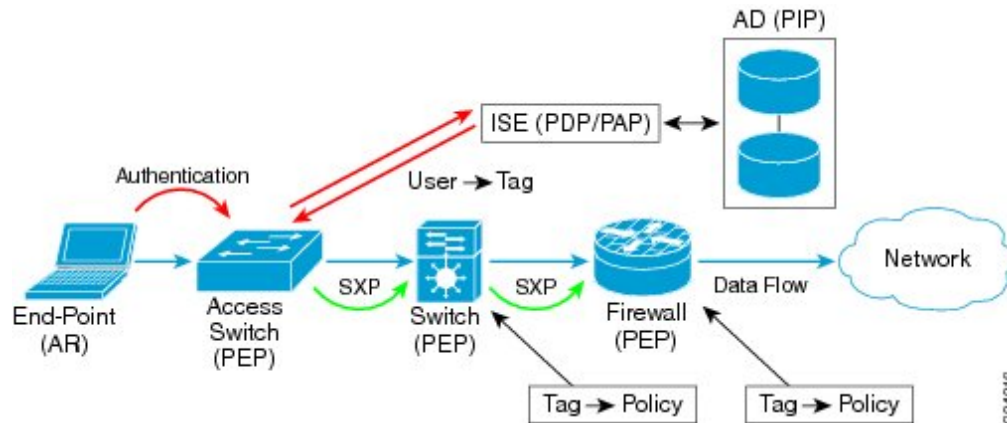 AD (PIP)
ISE (PDP/PAP)
Authentication
User → Tag
SXP
SXP
Data Flow
Network
End-Point
(AR)
Access
Switch
(PEP)
Switch
(PEP)
Firewall
(PEP)
Tag → Policy
Tag → Policy